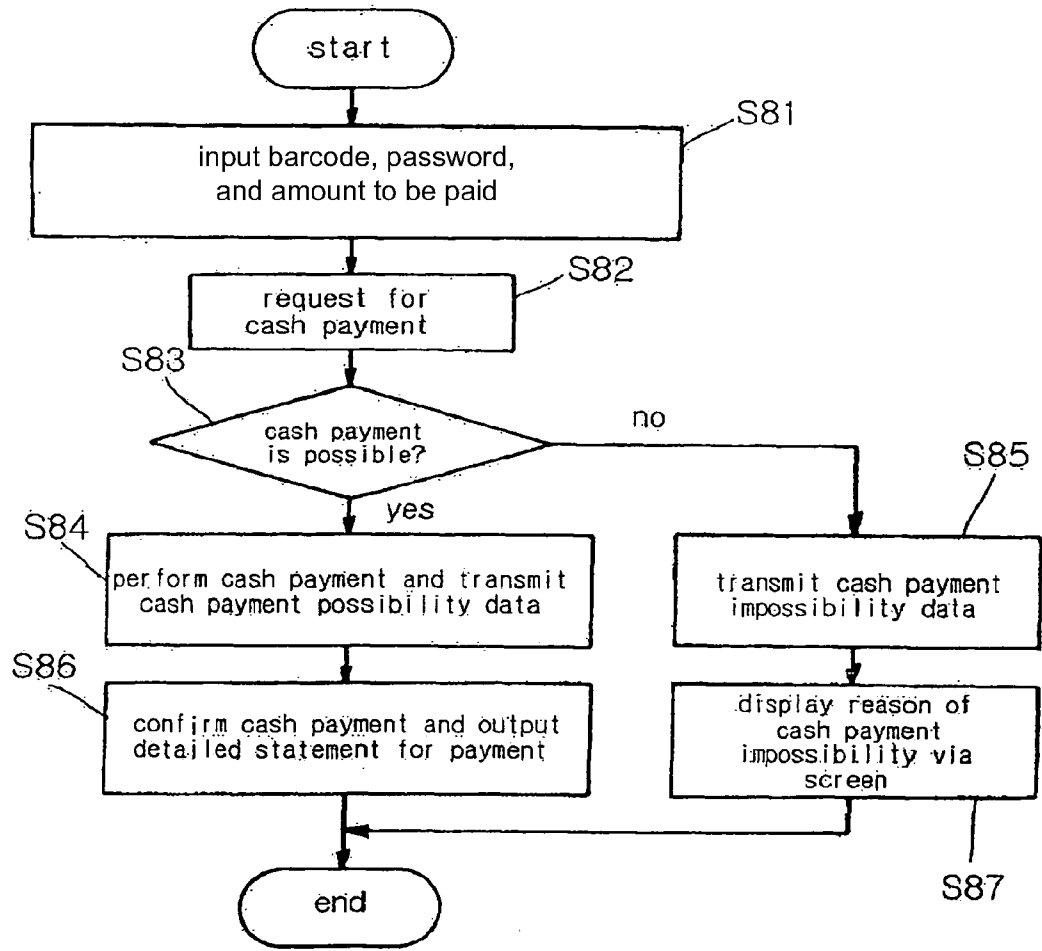 start
S81
input barcode, password,
and amount to be paid
S82
request for
cash payment
S83
cash payment
is possible?
no
yes
S84
perform cash payment and transmit
cash payment possibility data
S85
transmit cash payment
impossibility data
S86
confirm cash payment and output
detailed statement for payment
display reason of
cash payment
impossibility via
screen
S87
end